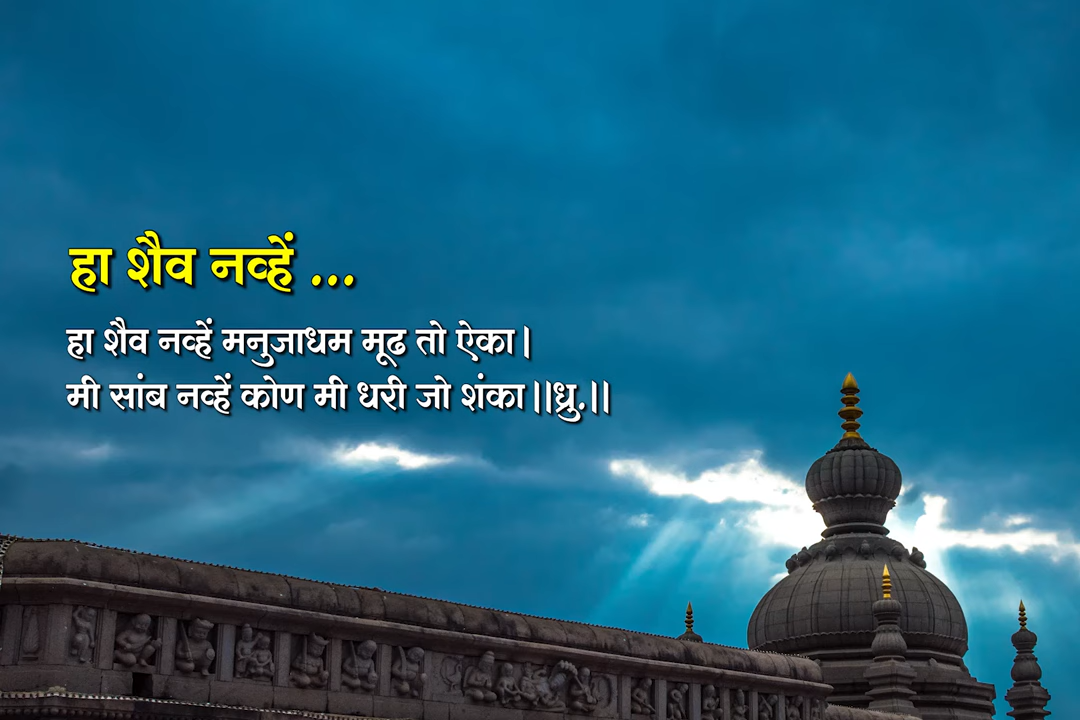 हा शैव नव्हें ...
हा शैव नव्हें मनुजाधम मूढ तो ऐका।
मी सांब नव्हें कोण मी धरी जो शंका॥ध्रु.॥